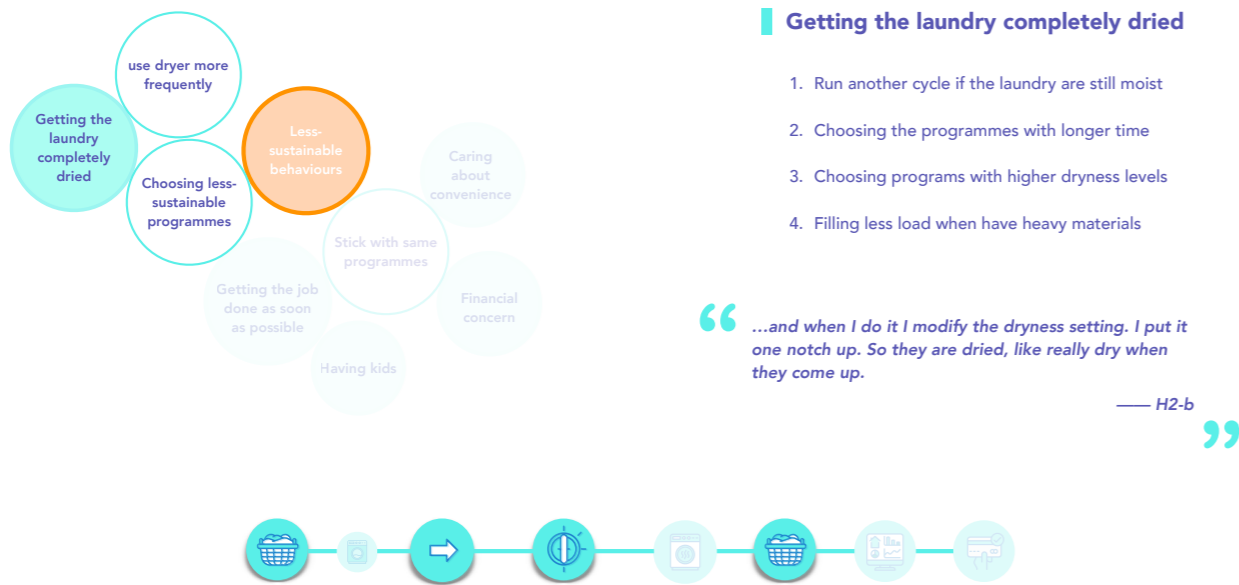 use dryer more
frequently
Getting the
laundry
completely
dried
Choosing less-
sustainable
programmes
Less-
sustainable
behaviours
Caring
about
convenience
Stick with same
programmes
Getting the job
done as soon
as possible
Financial
concern
Having kids
Getting the laundry completely dried
1. Run another cycle if the laundry are still moist
2. Choosing the programmes with longer time
3. Choosing programs with higher dryness levels
4. Filling less load when have heavy materials
“
…and when I do it I modify the dryness setting. I put it
one notch up. So they are dried, like really dry when
they come up.
—— H2-b
”